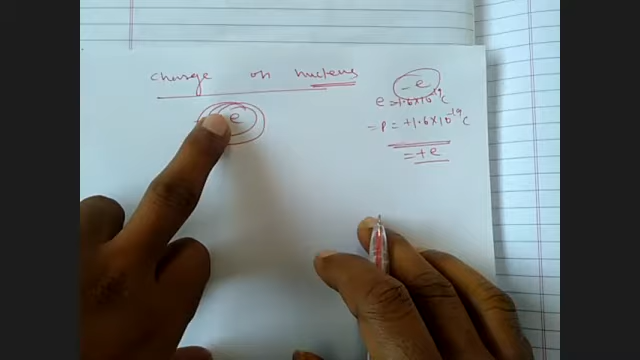 Charge on nucleus
- e
e = 1.6 x 10⁻¹⁹ C
= P = +1.6 x 10⁻¹⁹ C
= +e
e